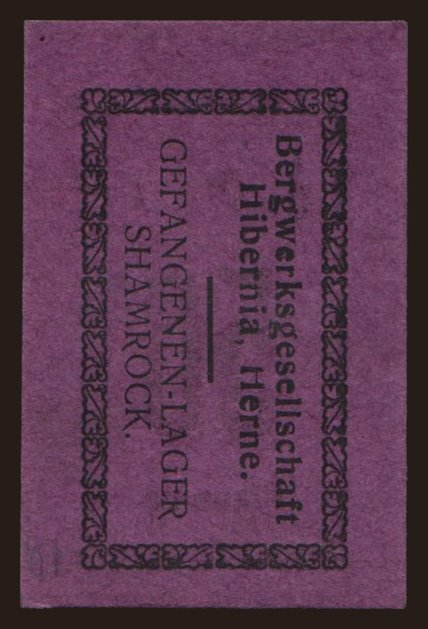 Bergwerksgesellschaft
Hibernia, Herne.
GEFANGENEN-LAGER
SHAMROCK.